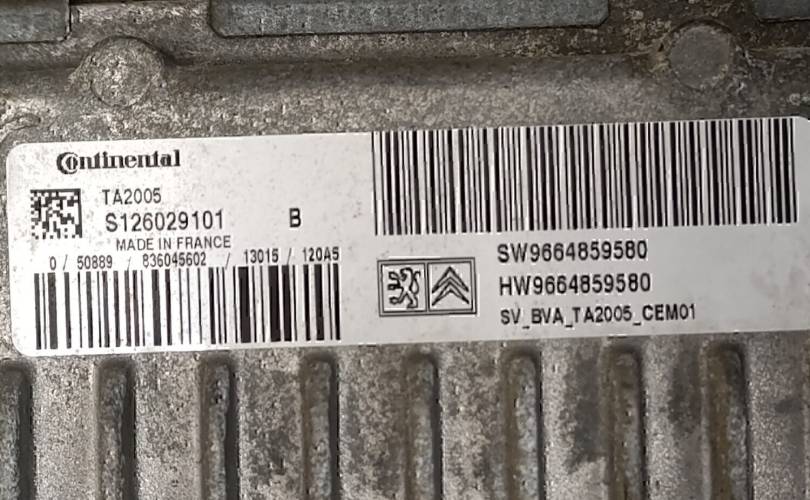 Continental
TA2005
S126029101 B
MADE IN FRANCE
0 / 50889 / 836045602 / 13015 / 120A5
SW9664859580
HW9664859580
SV_BVA_TA2005_CEM01